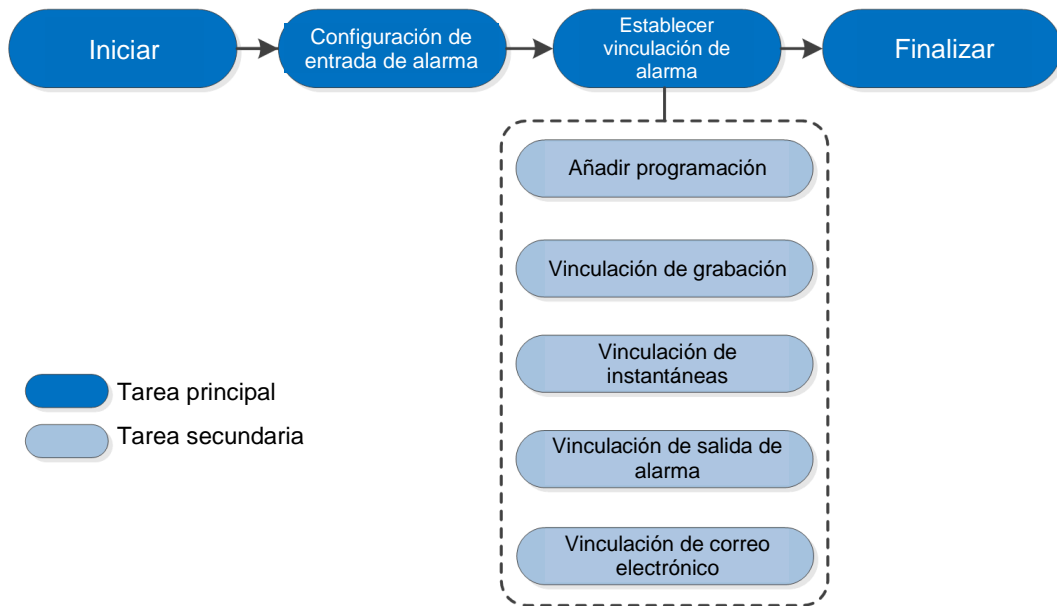 Iniciar
Configuración de
entrada de alarma
Establecer
vinculación de
alarma
Finalizar
Añadir programación
Vinculación de grabación
Vinculación de
instantáneas
Vinculación de salida de
alarma
Vinculación de correo
electrónico
Tarea principal
Tarea secundaria